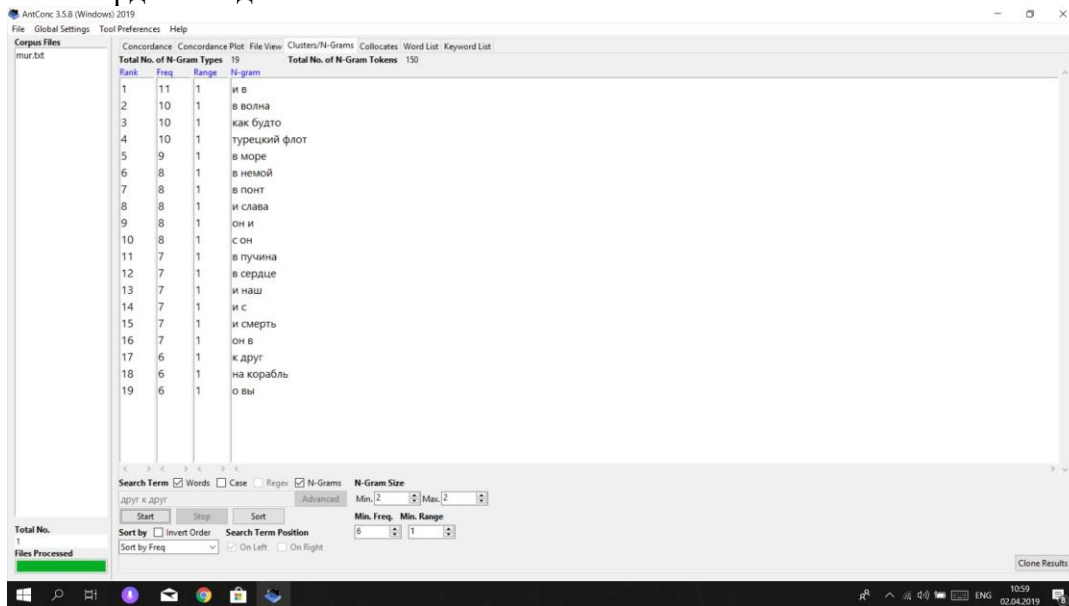 AntConc 3.5.8 (Windows) 2019
File Global Settings Tool Preferences Help
Corpus Files
mur.txt
Concordance Concordance Plot File View Clusters/N-Grams Collocates Word List Keyword List
Total No. of N-Gram Types 19 Total No. of N-Gram Tokens 150
Rank Freq Range N-gram
1 11 1 и в
2 10 1 в волна
3 10 1 как будто
4 10 1 турецкий флот
5 9 1 в море
6 8 1 в немой
7 8 1 в понт
8 8 1 и слава
9 8 1 он и
10 8 1 с он
11 7 1 в пучина
12 7 1 в сердце
13 7 1 и наш
14 7 1 и с
15 7 1 и смерть
16 7 1 он в
17 6 1 к друг
18 6 1 на корабль
19 6 1 о вы
Search Term Words Case Regex N-Grams N-Gram Size
друг к друг Advanced Min. 2 Max. 2
Start Stop Sort Min. Freq. Min. Range
Sort by Invert Order Search Term Position 6 1
Sort by Freq On Left On Right
Total No.
1
Files Processed
Clone Results
ENG 10:59
02.04.2019
8